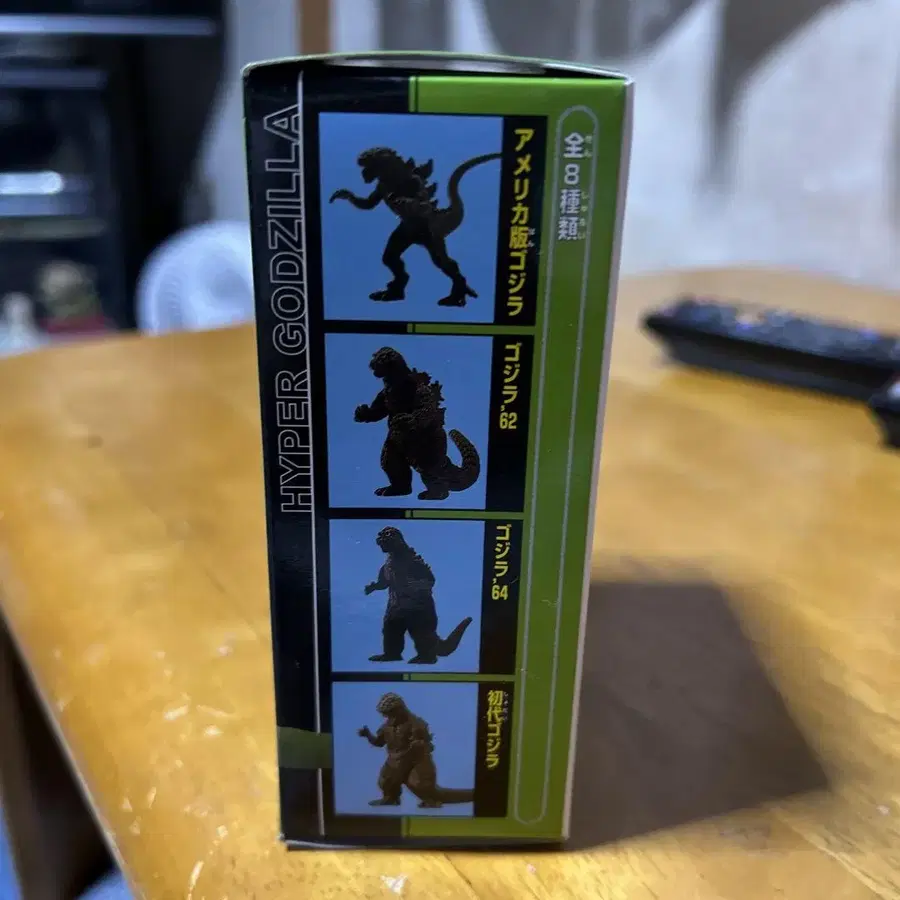 HYPER GODZILLA
全8種類
アメリカ版ゴジラ
ゴジラ'62
ゴジラ'64
初代ゴジラ